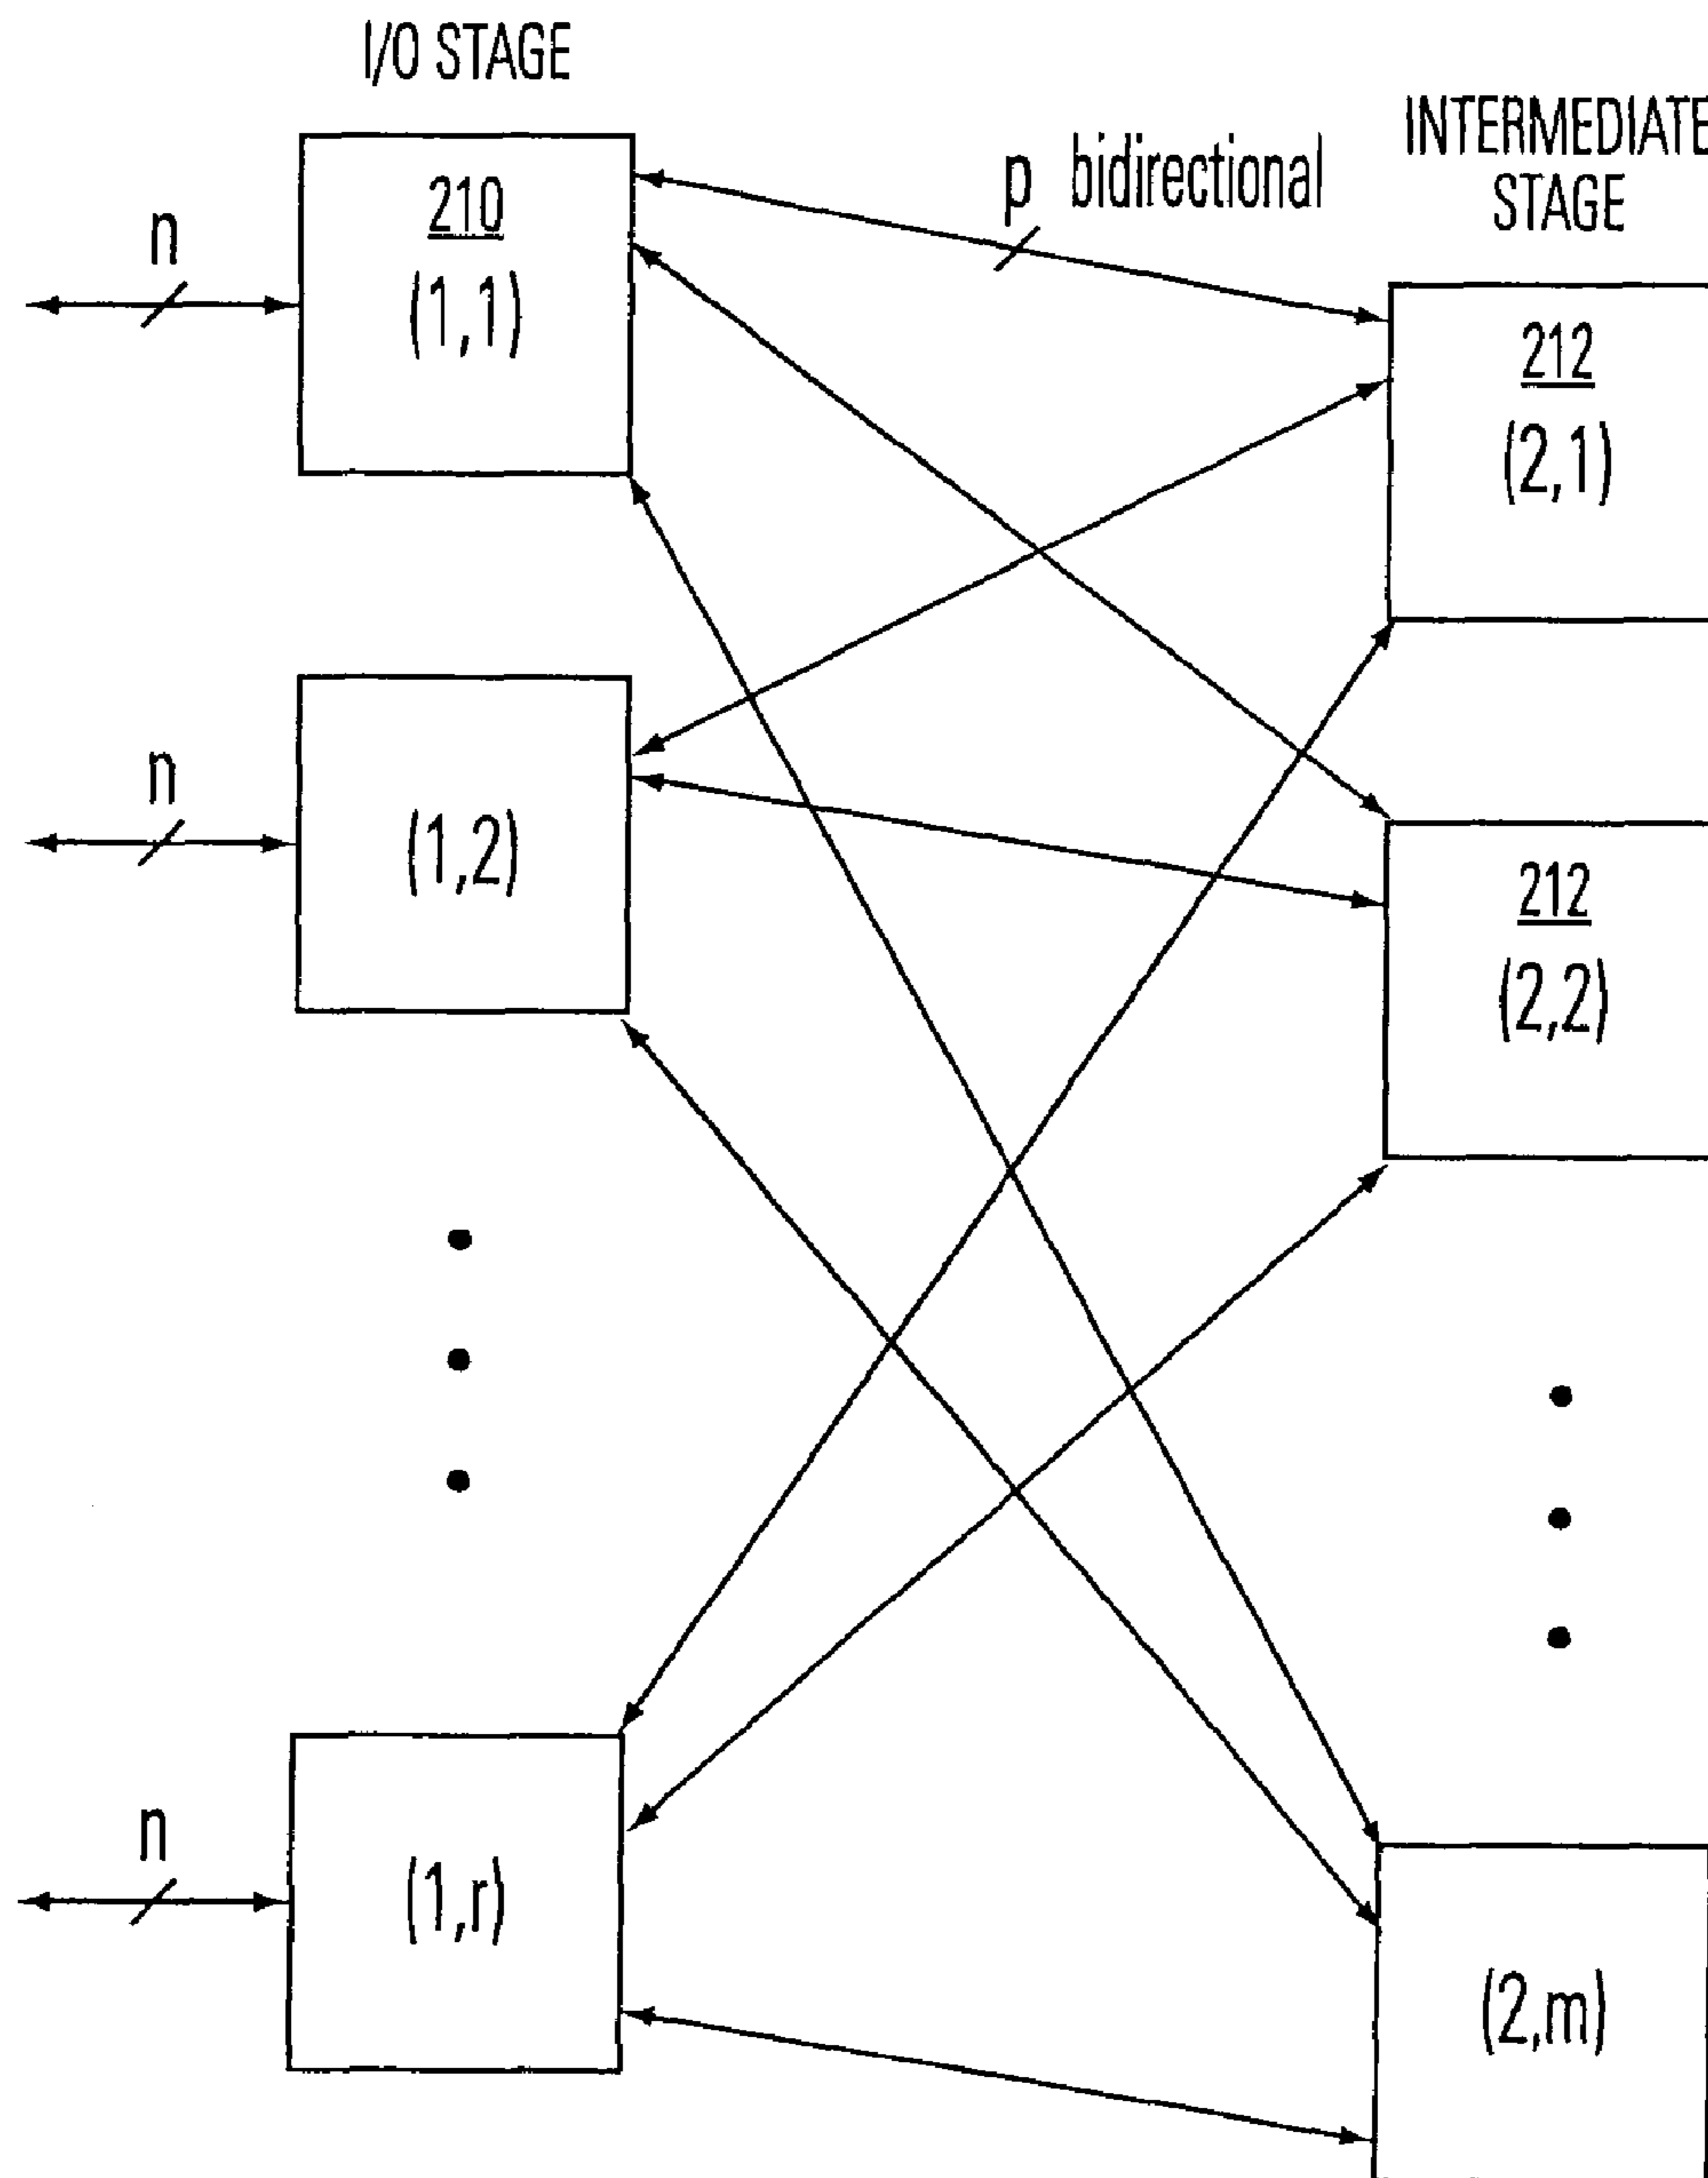 I/O STAGE
p bidirectional
INTERMEDIATE
STAGE
n
210
(1,1)
212
(2,1)
n
(1,2)
212
(2,2)
n
(1,r)
(2,m)